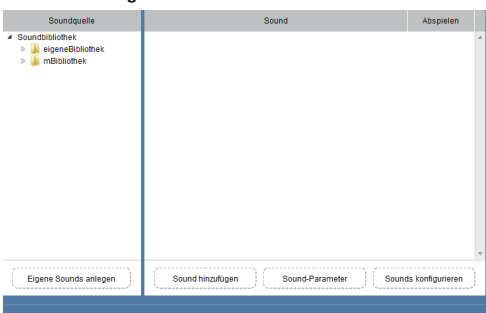 Soundquelle Sound Abspielen
Soundbibliothek
eigeneBibliothek
mBibliothek
Eigene Sounds anlegen Sound hinzufügen Sound-Parameter Sounds konfigurieren